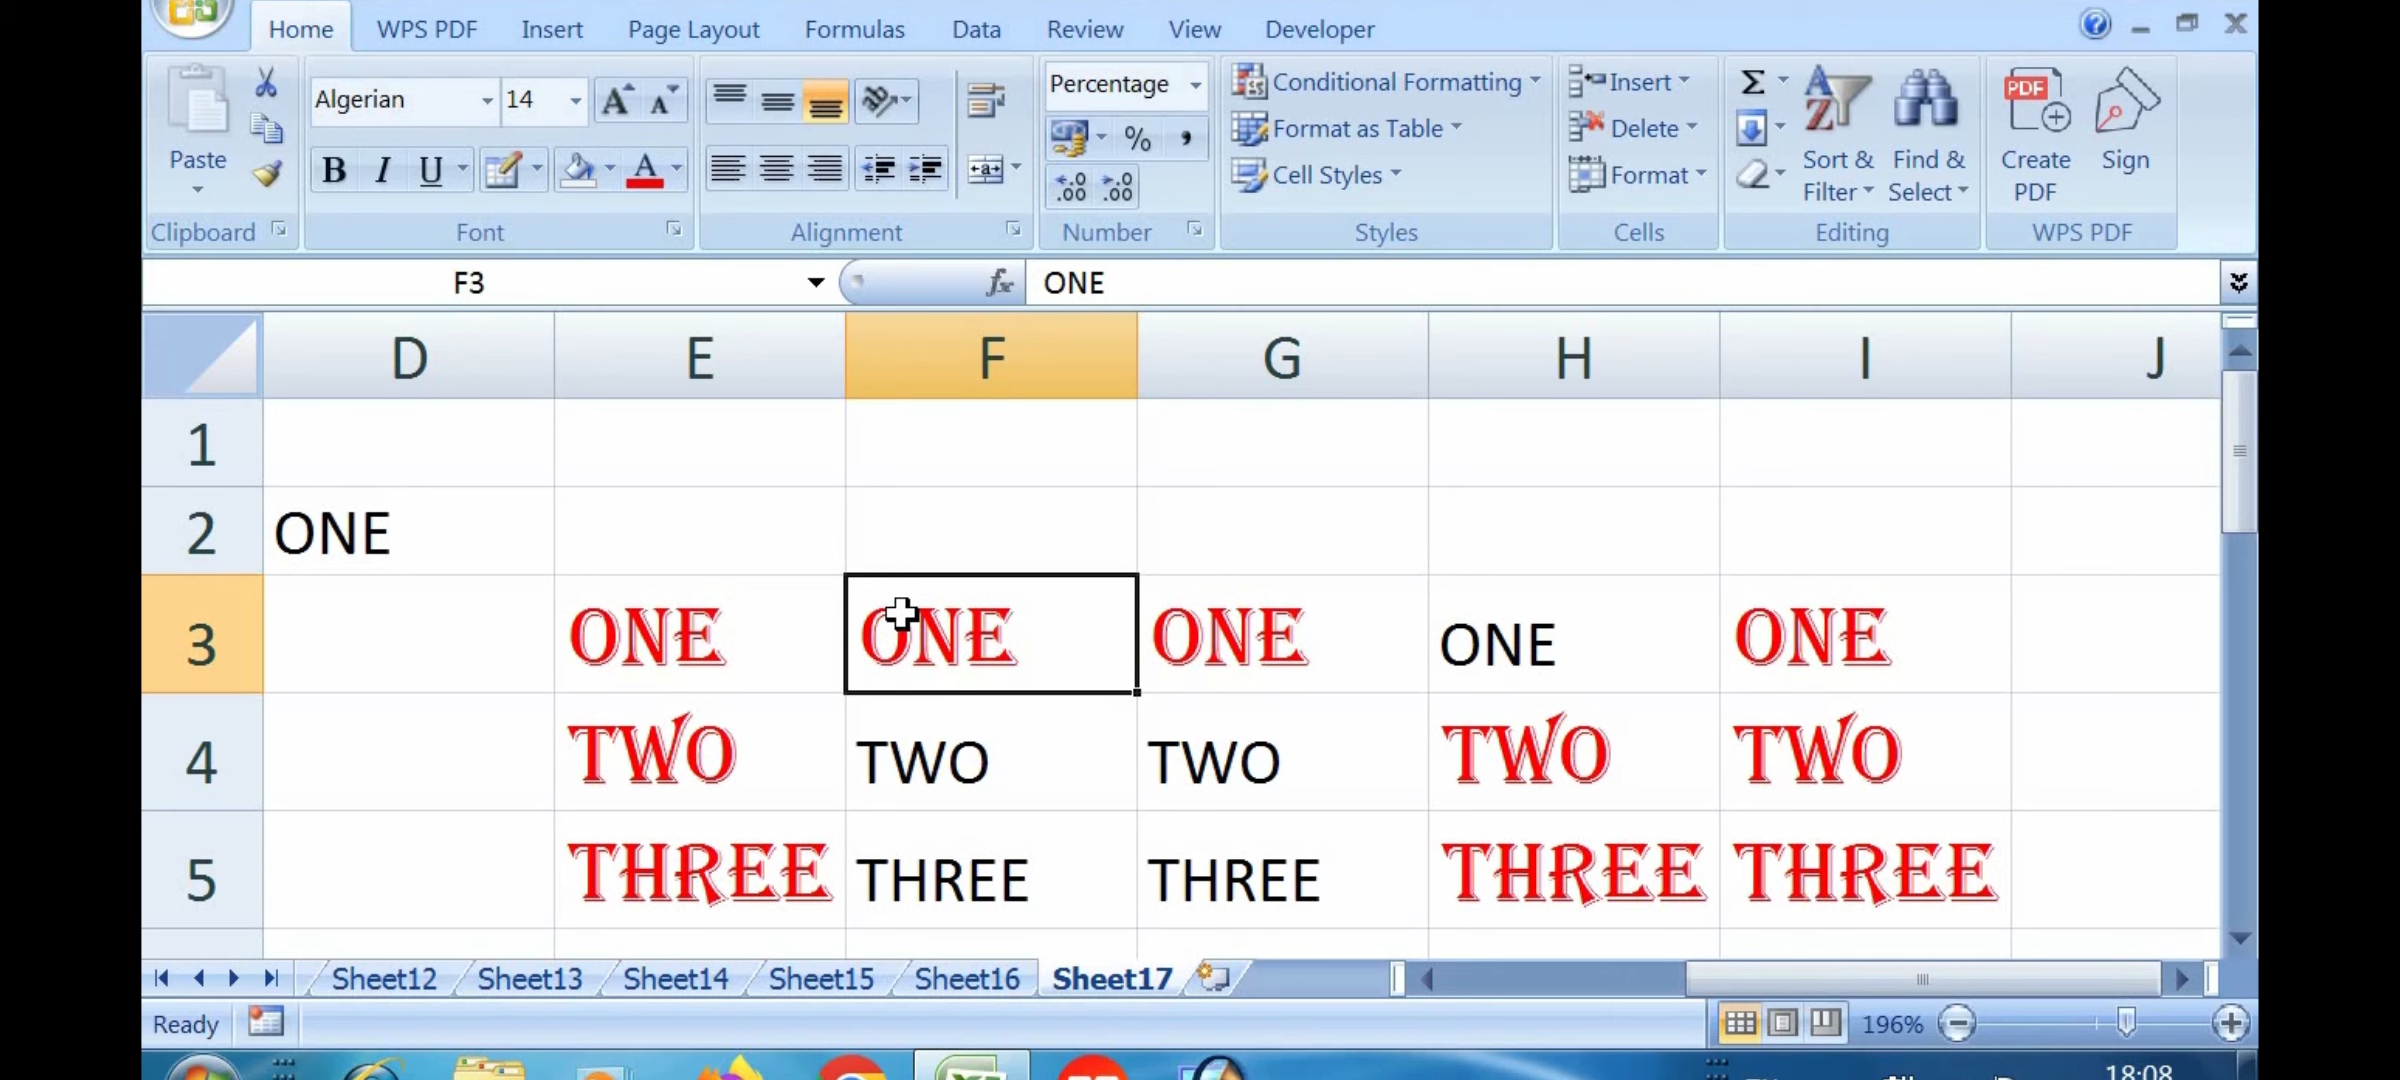 Home WPS PDF Insert Page Layout Formulas Data Review View Developer
Algerian 14 Percentage Conditional Formatting Insert Σ
B I U A % , Format as Table Delete
Paste Cell Styles Format Sort & Filter Find & Select Create PDF Sign
Clipboard Font Alignment Number Styles Cells Editing WPS PDF
F3 fx ONE
D E F G H I J
1
2 ONE
3 ONE ONE ONE ONE ONE
4 TWO TWO TWO TWO TWO
5 THREE THREE THREE THREE THREE
Sheet12 Sheet13 Sheet14 Sheet15 Sheet16 Sheet17
Ready 196%
18:08